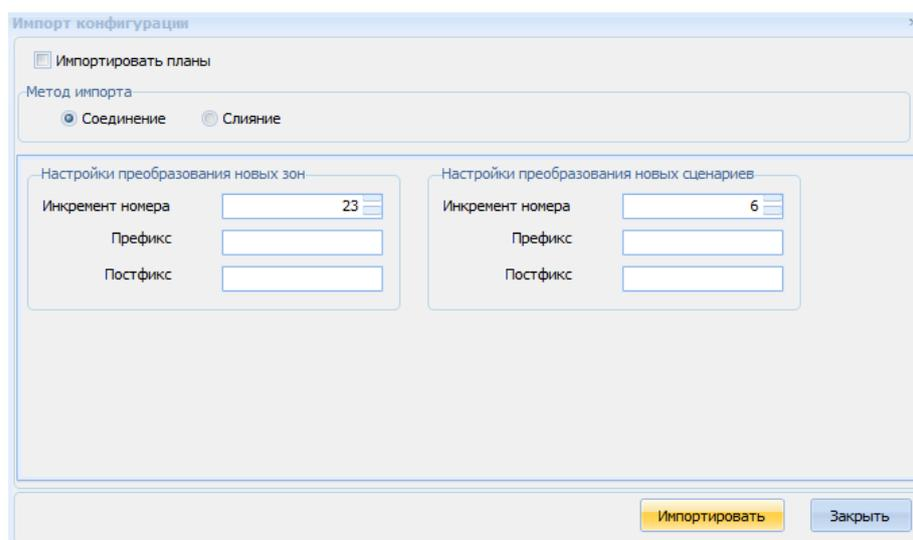 Импорт конфигурации
Импортировать планы
Метод импорта
Соединение Слияние
Настройки преобразования новых зон
Инкремент номера 23
Префикс
Постфикс
Настройки преобразования новых сценариев
Инкремент номера 6
Префикс
Постфикс
Импортировать Закрыть